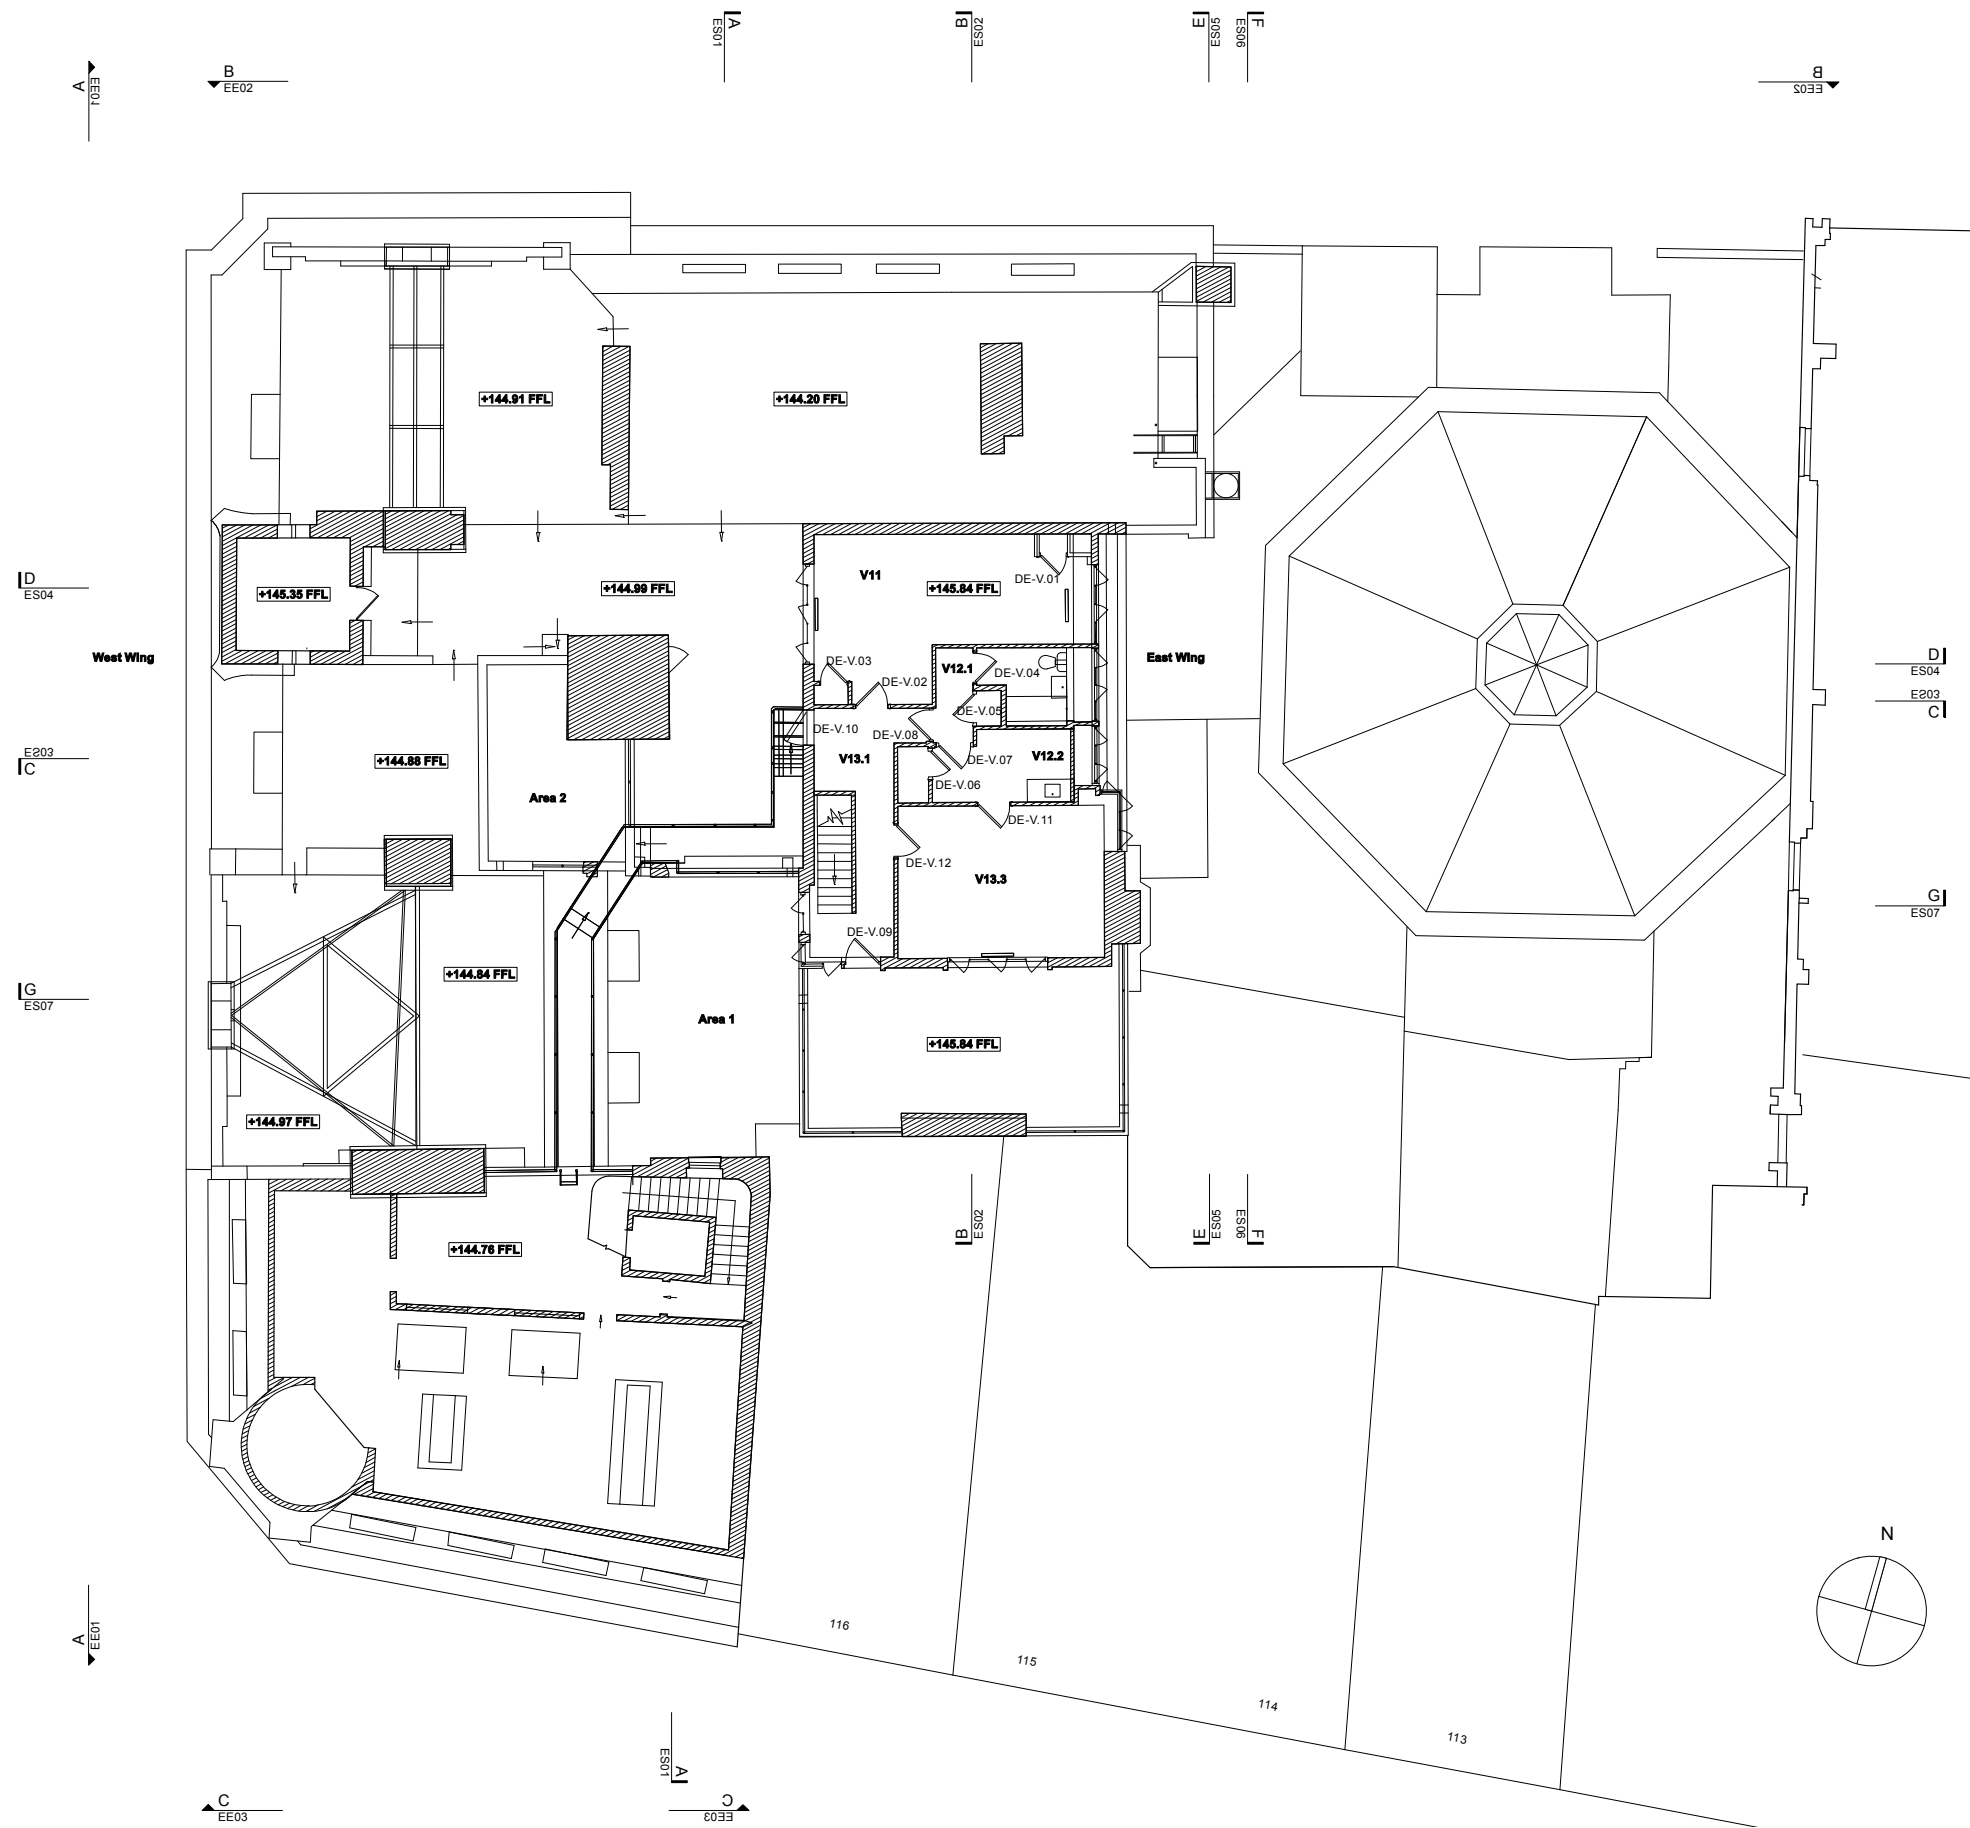 A
ES01
B
ES02
E
ES05
F
ES06
A
EE01
B
EE02
B
EE02
+144.91 FFL
+144.20 FFL
D
ES04
+145.35 FFL
+144.99 FFL
V11
+145.84 FFL
DE-V.01
West Wing
East Wing
D
ES04
DE-V.03
V12.1
DE-V.04
DE-V.02
DE-V.05
ES03
C
DE-V.10
DE-V.08
ES03
C
+144.88 FFL
V13.1
DE-V.07
V12.2
DE-V.06
Area 2
DE-V.11
DE-V.12
V13.3
G
ES07
DE-V.09
+144.84 FFL
G
ES07
Area 1
+145.84 FFL
+144.97 FFL
B
ES02
E
ES05
F
ES06
+144.76 FFL
N
A
EE01
116
115
114
113
A
ES01
C
EE03
C
EE03